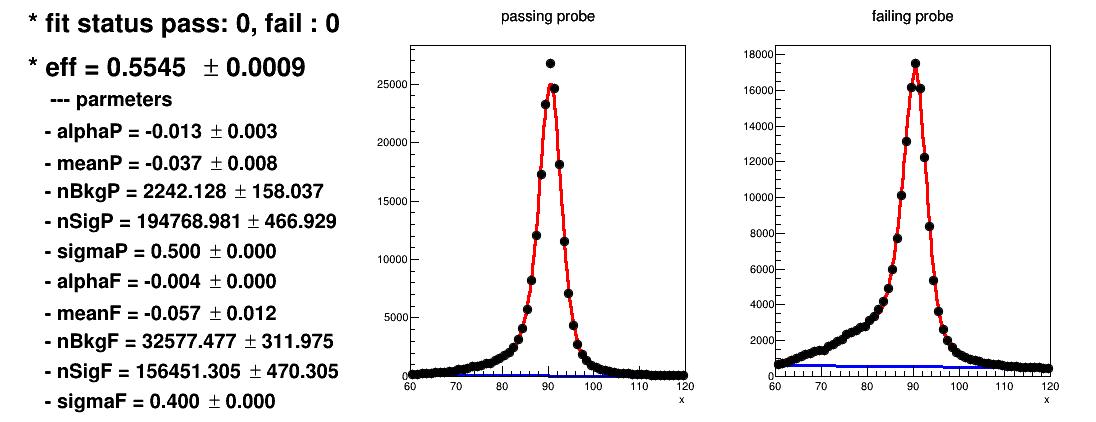 * fit status pass: 0, fail : 0
* eff = 0.5545 ± 0.0009
--- parmeters
- alphaP = -0.013 ± 0.003
- meanP = -0.037 ± 0.008
- nBkgP = 2242.128 ± 158.037
- nSigP = 194768.981 ± 466.929
- sigmaP = 0.500 ± 0.000
- alphaF = -0.004 ± 0.000
- meanF = -0.057 ± 0.012
- nBkgF = 32577.477 ± 311.975
- nSigF = 156451.305 ± 470.305
- sigmaF = 0.400 ± 0.000
passing probe
25000
20000
15000
10000
5000
0
60 70 80 90 100 110 120
x
failing probe
18000
16000
14000
12000
10000
8000
6000
4000
2000
0
60 70 80 90 100 110 120
x